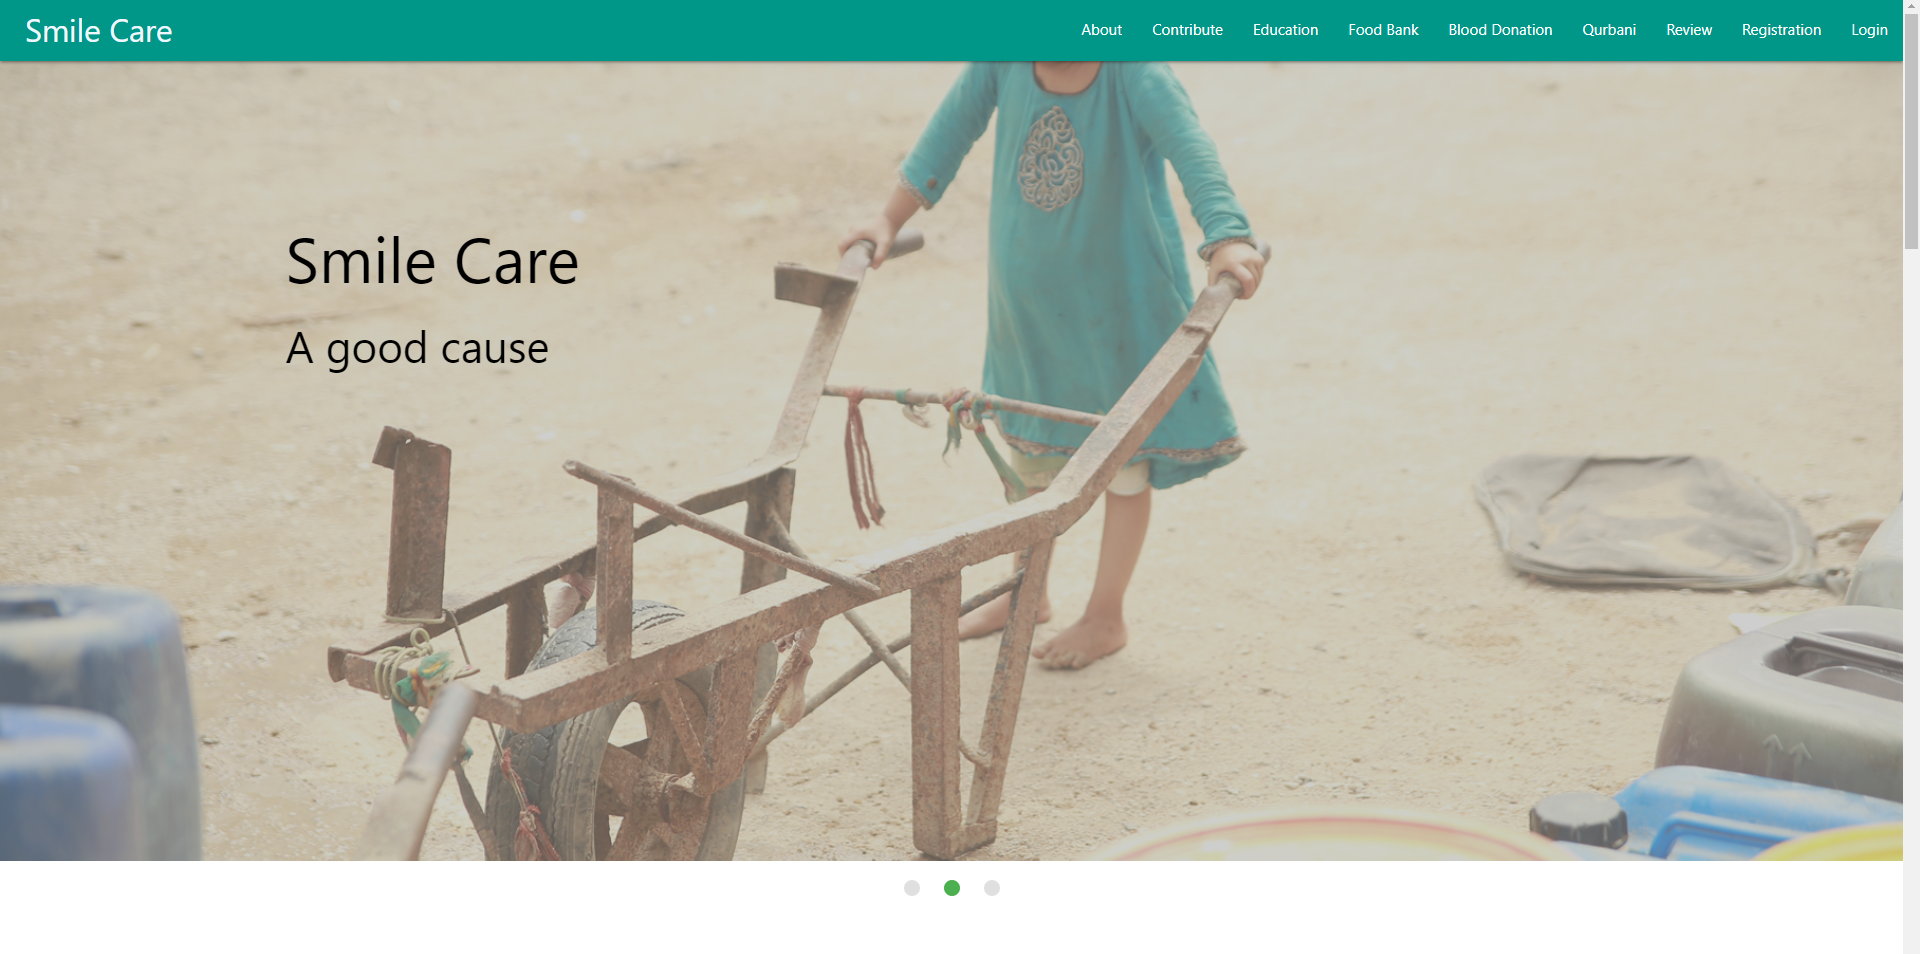 Smile Care
About Contribute Education Food Bank Blood Donation Qurbani Review Registration Login
Smile Care
A good cause